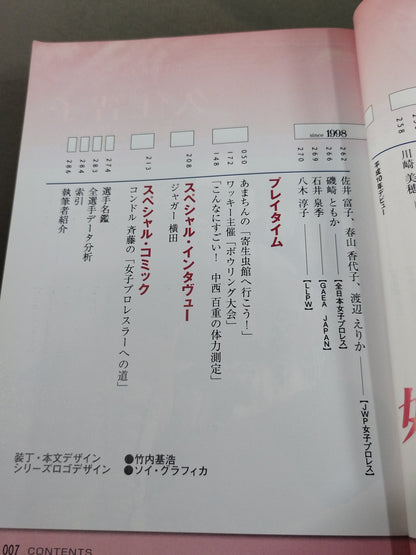 258
川崎 美穂
平成10年デビュー
since 1998
262 佐井 富子、春山 香代子、渡辺 えりか【JWP女子プロレス】
266 磯崎 ともか【全日本女子プロレス】
269 石井 泉季【GAEA JAPAN】
270 八木 淳子【LLPW】
プレイタイム
050 あまちんの「寄生虫館へ行こう!」
172 ワッキー主催「ボウリング大会」
148 「こんなにすごい! 中西 百重の体力測定」
スペシャル・インタヴュー
208 ジャガー 横田
スペシャル・コミック
213 コンドル 斉藤の「女子プロレスラーへの道」
274 選手名鑑
283 全選手データ分析
284 索引
286 執筆者紹介
装丁・本文デザイン ●竹内基浩
シリーズロゴデザイン ●ソイ・グラフィカ
007 CONTENTS